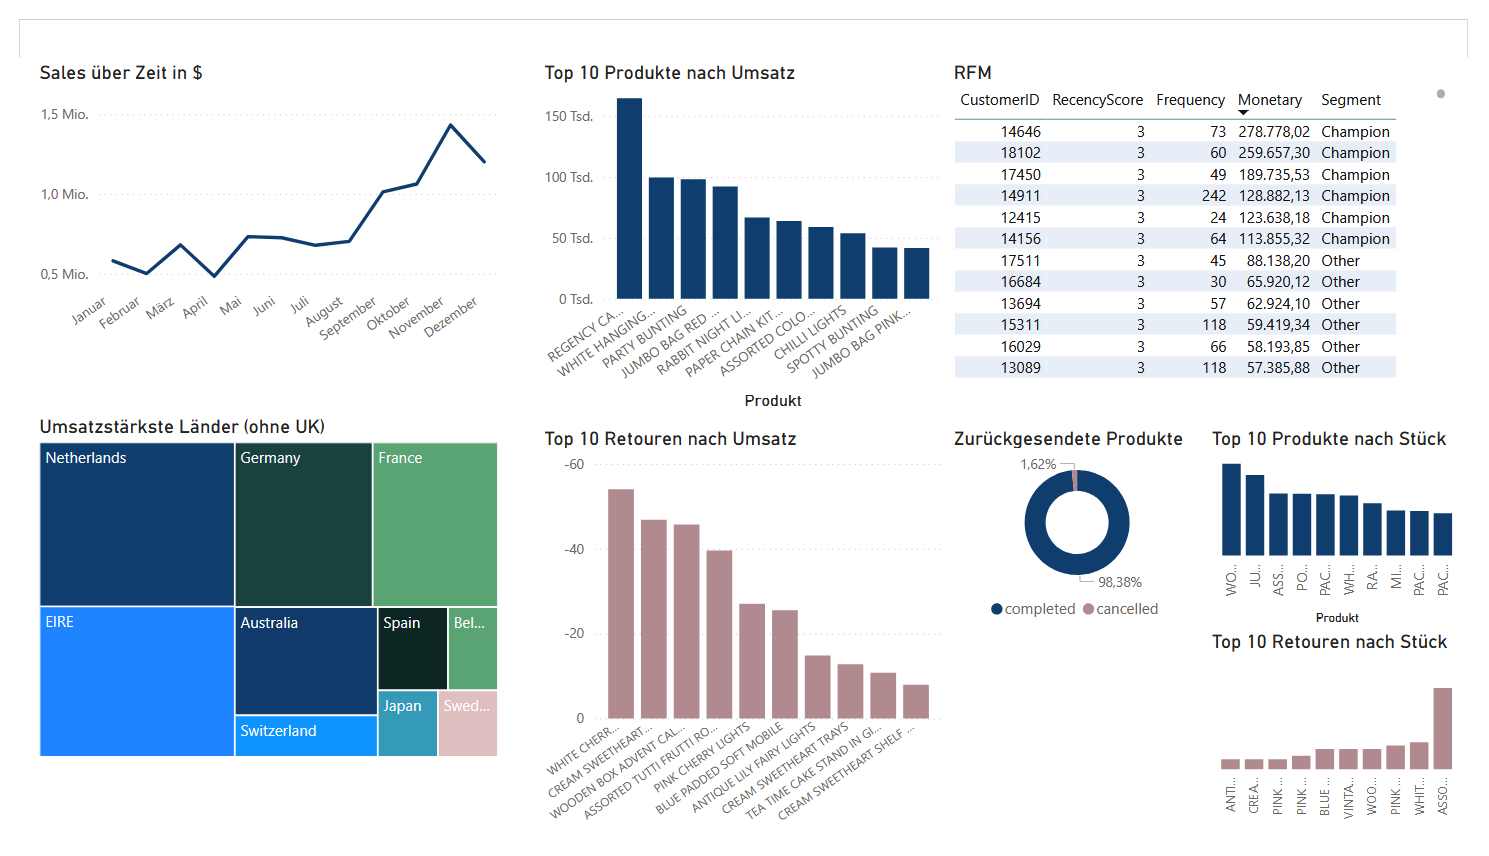 Sales über Zeit in $
1,5 Mio.
1,0 Mio.
0,5 Mio.
Januar
Februar
März
April
Mai
Juni
Juli
August
September
Oktober
November
Dezember
Top 10 Produkte nach Umsatz
150 Tsd.
100 Tsd.
50 Tsd.
0 Tsd.
REGENCY CA...
WHITE HANGING...
PARTY BUNTING
JUMBO BAG RED ...
RABBIT NIGHT LI...
PAPER CHAIN KIT...
ASSORTED COLO...
CHILLI LIGHTS
SPOTTY BUNTING
JUMBO BAG PINK...
Produkt
RFM
CustomerID RecencyScore Frequency Monetary Segment
14646 3 73 278.778,02 Champion
18102 3 60 259.657,30 Champion
17450 3 49 189.735,53 Champion
14911 3 242 128.882,13 Champion
12415 3 24 123.638,18 Champion
14156 3 64 113.855,32 Champion
17511 3 45 88.138,20 Other
16684 3 30 65.920,12 Other
13694 3 57 62.924,10 Other
15311 3 118 59.419,34 Other
16029 3 66 58.193,85 Other
13089 3 118 57.385,88 Other
Umsatzstärkste Länder (ohne UK)
Netherlands
Germany
France
EIRE
Australia
Spain
Bel...
Switzerland
Japan
Swed...
Top 10 Retouren nach Umsatz
-60
-40
-20
0
WHITE CHERR...
CREAM SWEETHEART...
WOODEN BOX ADVENT CAL...
ASSORTED TUTTI FRUTTI RO...
PINK CHERRY LIGHTS
BLUE PADDED SOFT MOBILE
ANTIQUE LILY FAIRY LIGHTS
CREAM SWEETHEART TRAYS
TEA TIME CAKE STAND IN GI...
CREAM SWEETHEART SHELF ...
Zurückgesendete Produkte
1,62%
98,38%
completed cancelled
Top 10 Produkte nach Stück
WO...
JU...
ASS...
PO...
PAC...
WH...
RA...
MI...
PAC...
PAC...
Produkt
Top 10 Retouren nach Stück
ANTI...
CREA...
PINK ...
PINK ...
BLUE ...
VINTA...
WOO...
PINK ...
WHIT...
ASSO...